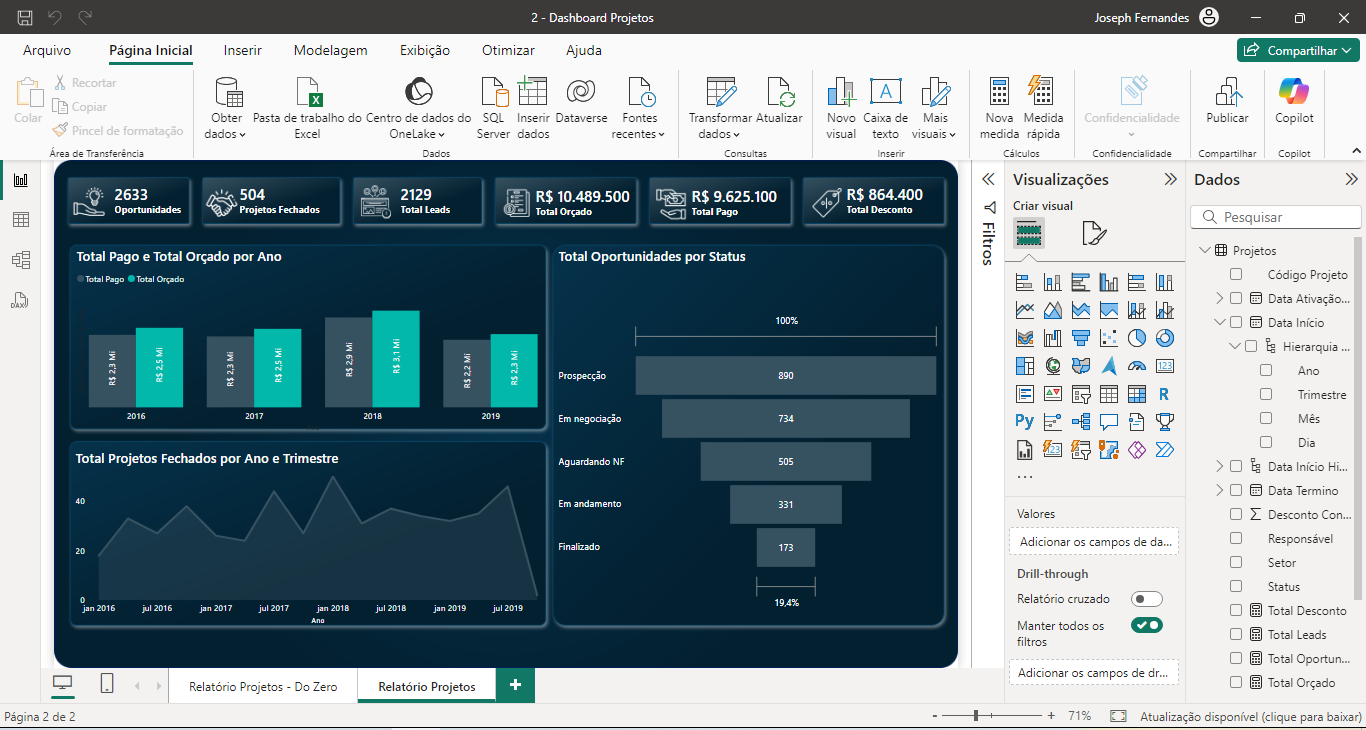 2 - Dashboard Projetos
Joseph Fernandes
Arquivo
Página Inicial
Inserir
Modelagem
Exibição
Otimizar
Ajuda
Compartilhar
Colar
Recortar
Copiar
Pincel de formatação
Área de Transferência
Obter
dados
Pasta de trabalho do
Excel
Centro de dados do
OneLake
SQL
Server
Inserir
dados
Dataverse
Fontes
recentes
Dados
Transformar
dados
Atualizar
Consultas
Novo
visual
Caixa de
texto
Mais
visuais
Inserir
Nova
medida
Medida
rápida
Cálculos
Confidencialidade
Confidencialidade
Publicar
Compartilhar
Copilot
Copilot
2633
Oportunidades
504
Projetos Fechados
2129
Total Leads
R$ 10.489.500
Total Orçado
R$ 9.625.100
Total Pago
R$ 864.400
Total Desconto
Total Pago e Total Orçado por Ano
Total Pago
Total Orçado
R$ 2,3 Mi
R$ 2,5 Mi
R$ 2,3 Mi
R$ 2,5 Mi
R$ 2,9 Mi
R$ 3,1 Mi
R$ 2,2 Mi
R$ 2,3 Mi
2016
2017
2018
2019
Total Projetos Fechados por Ano e Trimestre
40
20
0
jan 2016
jul 2016
jan 2017
jul 2017
jan 2018
jul 2018
jan 2019
jul 2019
Ano
Total Oportunidades por Status
100%
Prospecção
890
Em negociação
734
Aguardando NF
505
Em andamento
331
Finalizado
173
19,4%
Filtros
Visualizações
Criar visual
R
Py
123
...
Valores
Adicionar os campos de da...
Drill-through
Relatório cruzado
Manter todos os
filtros
Adicionar os campos de dr...
Dados
Pesquisar
Projetos
Código Projeto
Data Ativação...
Data Início
Hierarquia ...
Ano
Trimestre
Mês
Dia
Data Início Hi...
Data Termino
Desconto Con...
Responsável
Setor
Status
Total Desconto
Total Leads
Total Oportun...
Total Orçado
DAX
Relatório Projetos - Do Zero
Relatório Projetos
+
Página 2 de 2
- + 71%
Atualização disponível (clique para baixar)